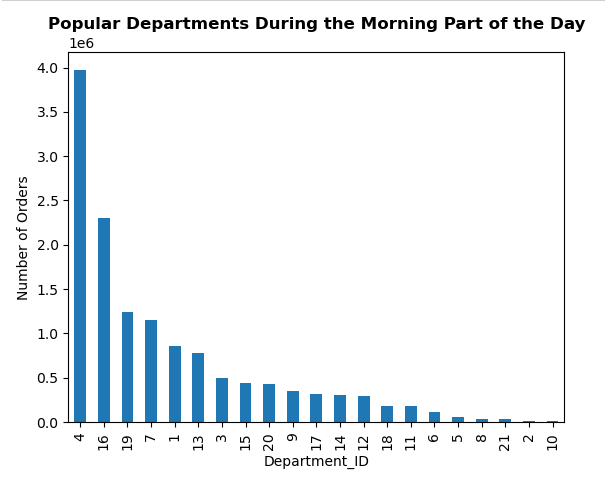 Popular Departments During the Morning Part of the Day
1e6
4.0
3.5
3.0
2.5
2.0
1.5
1.0
0.5
0.0
Number of Orders
4 16 19 7 1 13 3 15 20 9 17 14 12 18 11 6 5 8 21 2 10
Department_ID